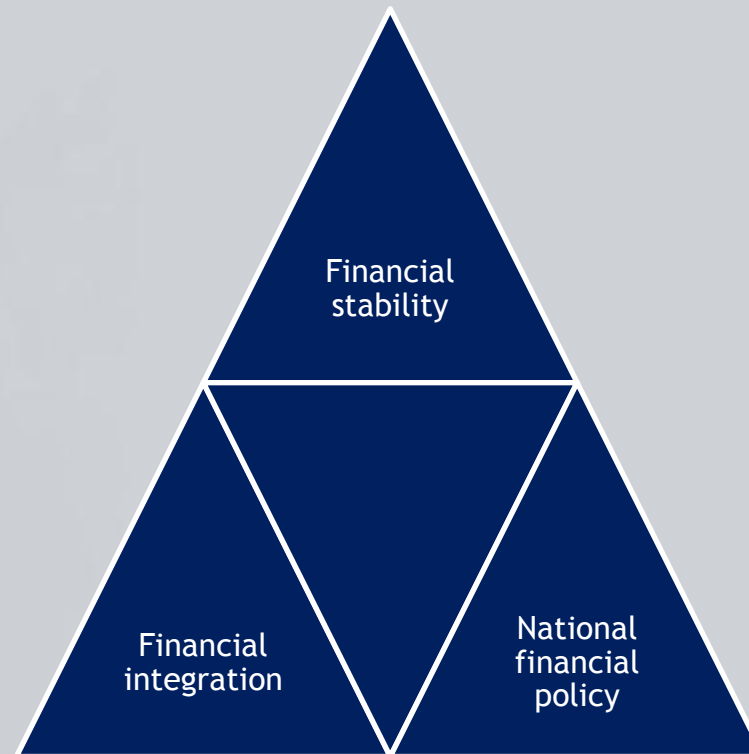 Financial
stability
Financial
integration
National
financial
policy